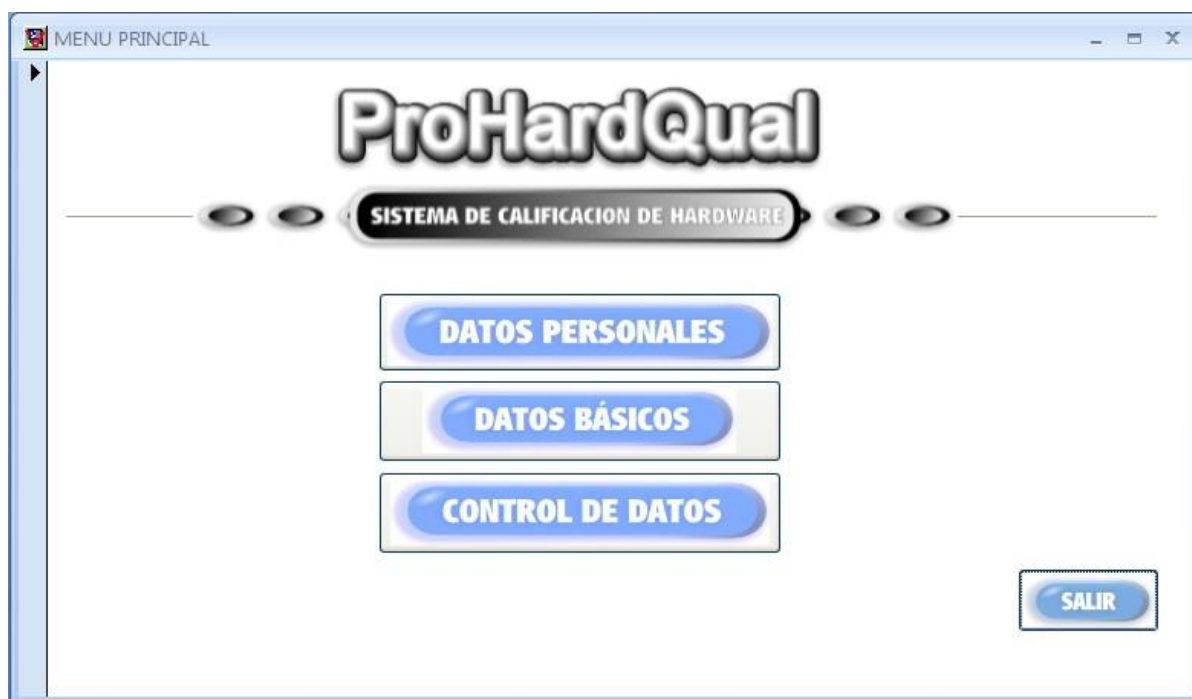 MENU PRINCIPAL
ProHardQual
SISTEMA DE CALIFICACION DE HARDWARE
DATOS PERSONALES
DATOS BÁSICOS
CONTROL DE DATOS
SALIR